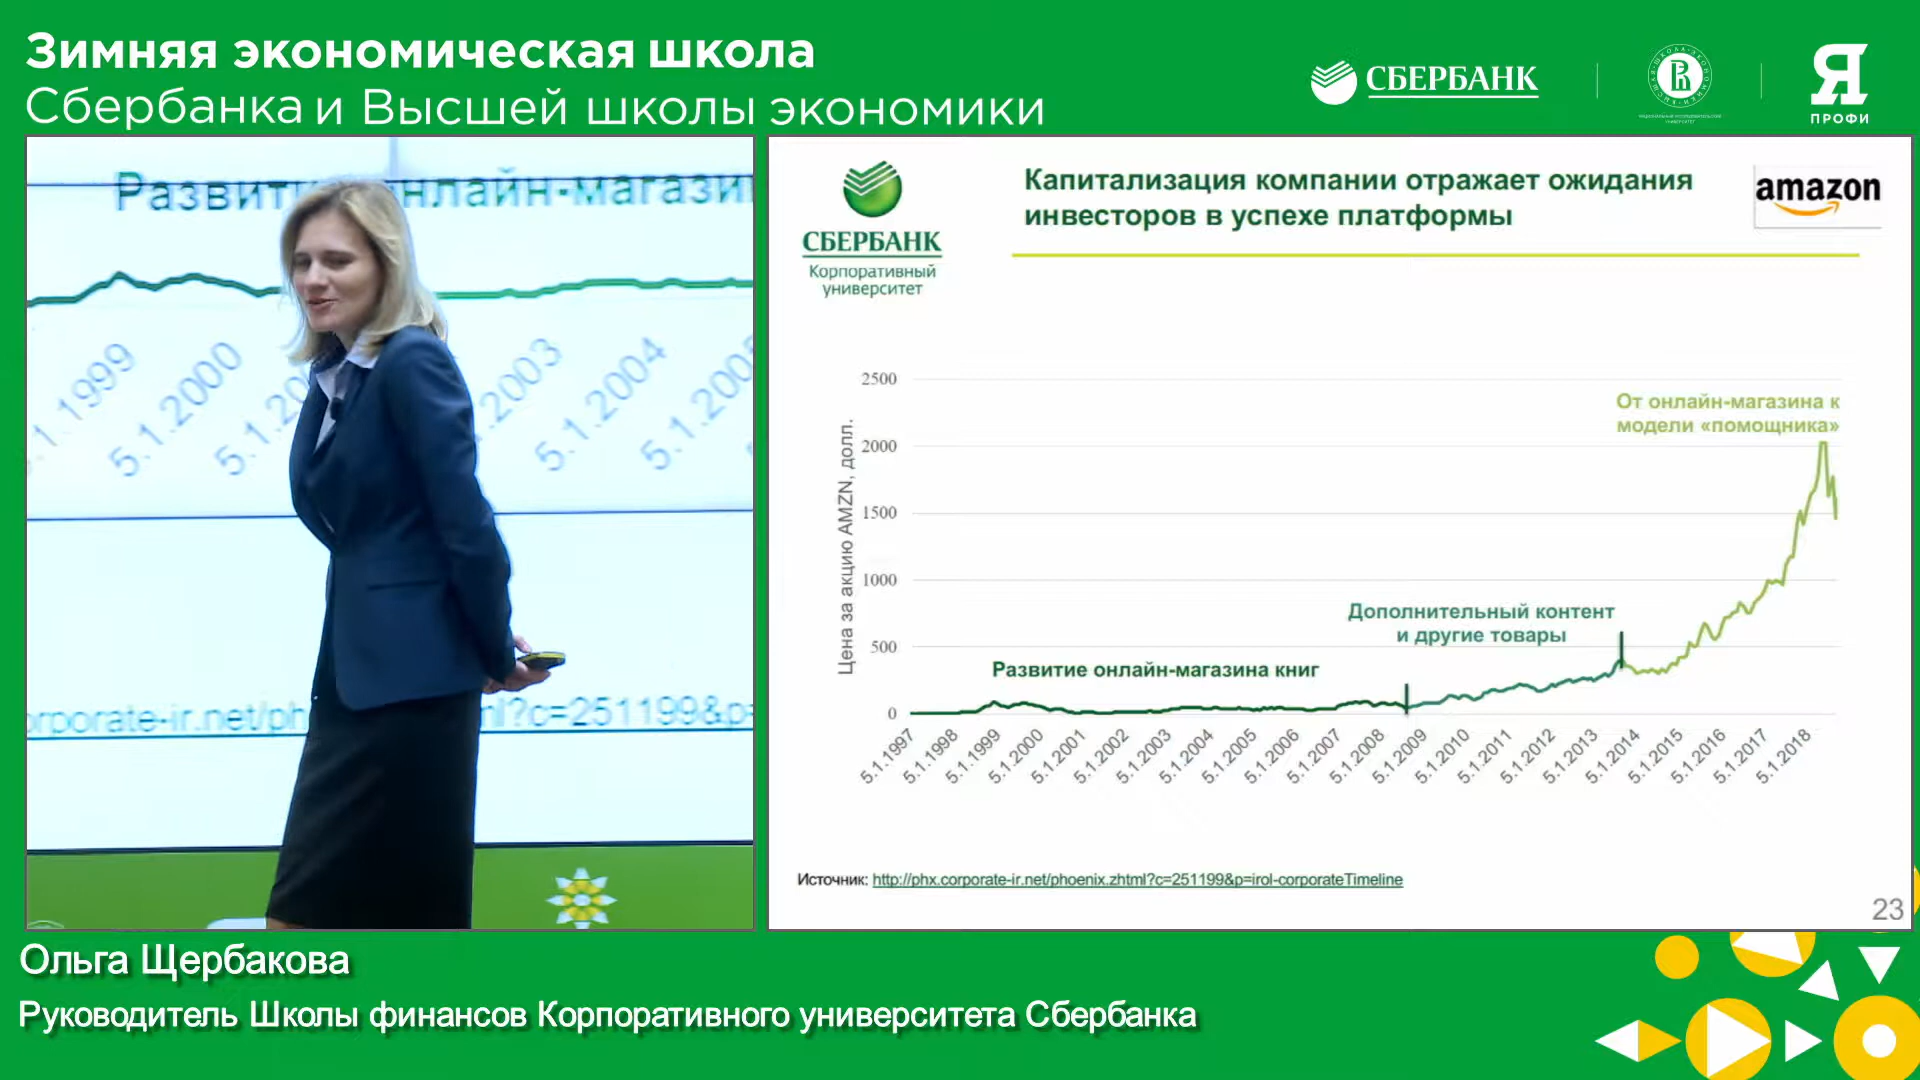 Зимняя экономическая школа
Сбербанка и Высшей школы экономики
СБЕРБАНК
ПРОФИ
Развит
нлайн-магази
5.1.1999
5.1.2000
5.1.20
.1.2003
5.1.2004
5.1.2005
orporate-ir.net/ph
ml?c=251199&p
СБЕРБАНК
Корпоративный
университет
Капитализация компании отражает ожидания
инвесторов в успехе платформы
amazon
Цена за акцию AMZN, долл.
2500
2000
1500
1000
500
0
От онлайн-магазина к
модели «помощника»
Дополнительный контент
и другие товары
Развитие онлайн-магазина книг
5.1.1997
5.1.1998
5.1.1999
5.1.2000
5.1.2001
5.1.2002
5.1.2003
5.1.2004
5.1.2005
5.1.2006
5.1.2007
5.1.2008
5.1.2009
5.1.2010
5.1.2011
5.1.2012
5.1.2013
5.1.2014
5.1.2015
5.1.2016
5.1.2017
5.1.2018
Источник: http://phx.corporate-ir.net/phoenix.zhtml?c=251199&p=irol-corporateTimeline
23
Ольга Щербакова
Руководитель Школы финансов Корпоративного университета Сбербанка